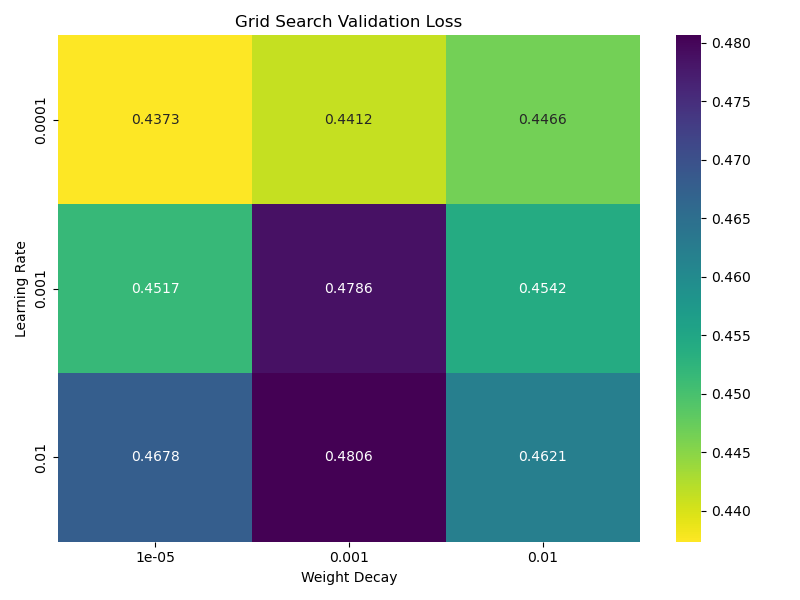 Grid Search Validation Loss
Learning Rate
0.0001
0.4373 0.4412 0.4466
0.001
0.4517 0.4786 0.4542
0.01
0.4678 0.4806 0.4621
1e-05 0.001 0.01
Weight Decay
0.480
0.475
0.470
0.465
0.460
0.455
0.450
0.445
0.440